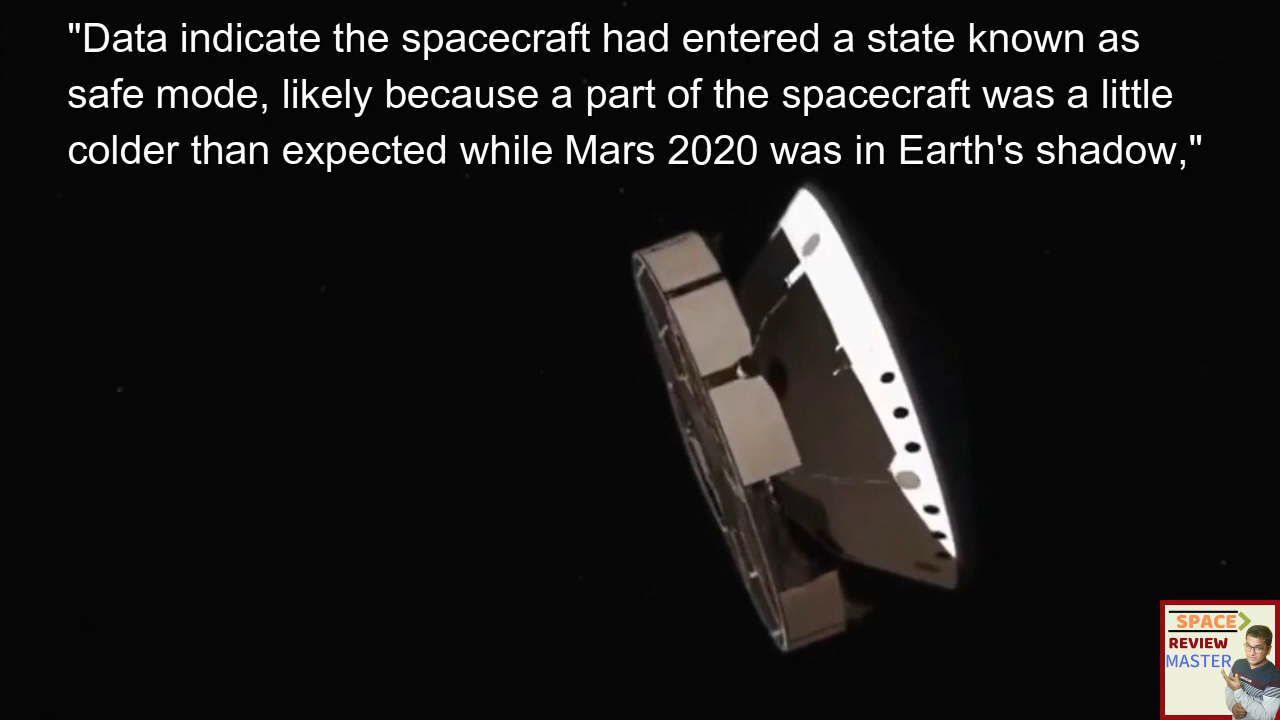 "Data indicate the spacecraft had entered a state known as
safe mode, likely because a part of the spacecraft was a little
colder than expected while Mars 2020 was in Earth's shadow,"
SPACE
REVIEW
MASTER